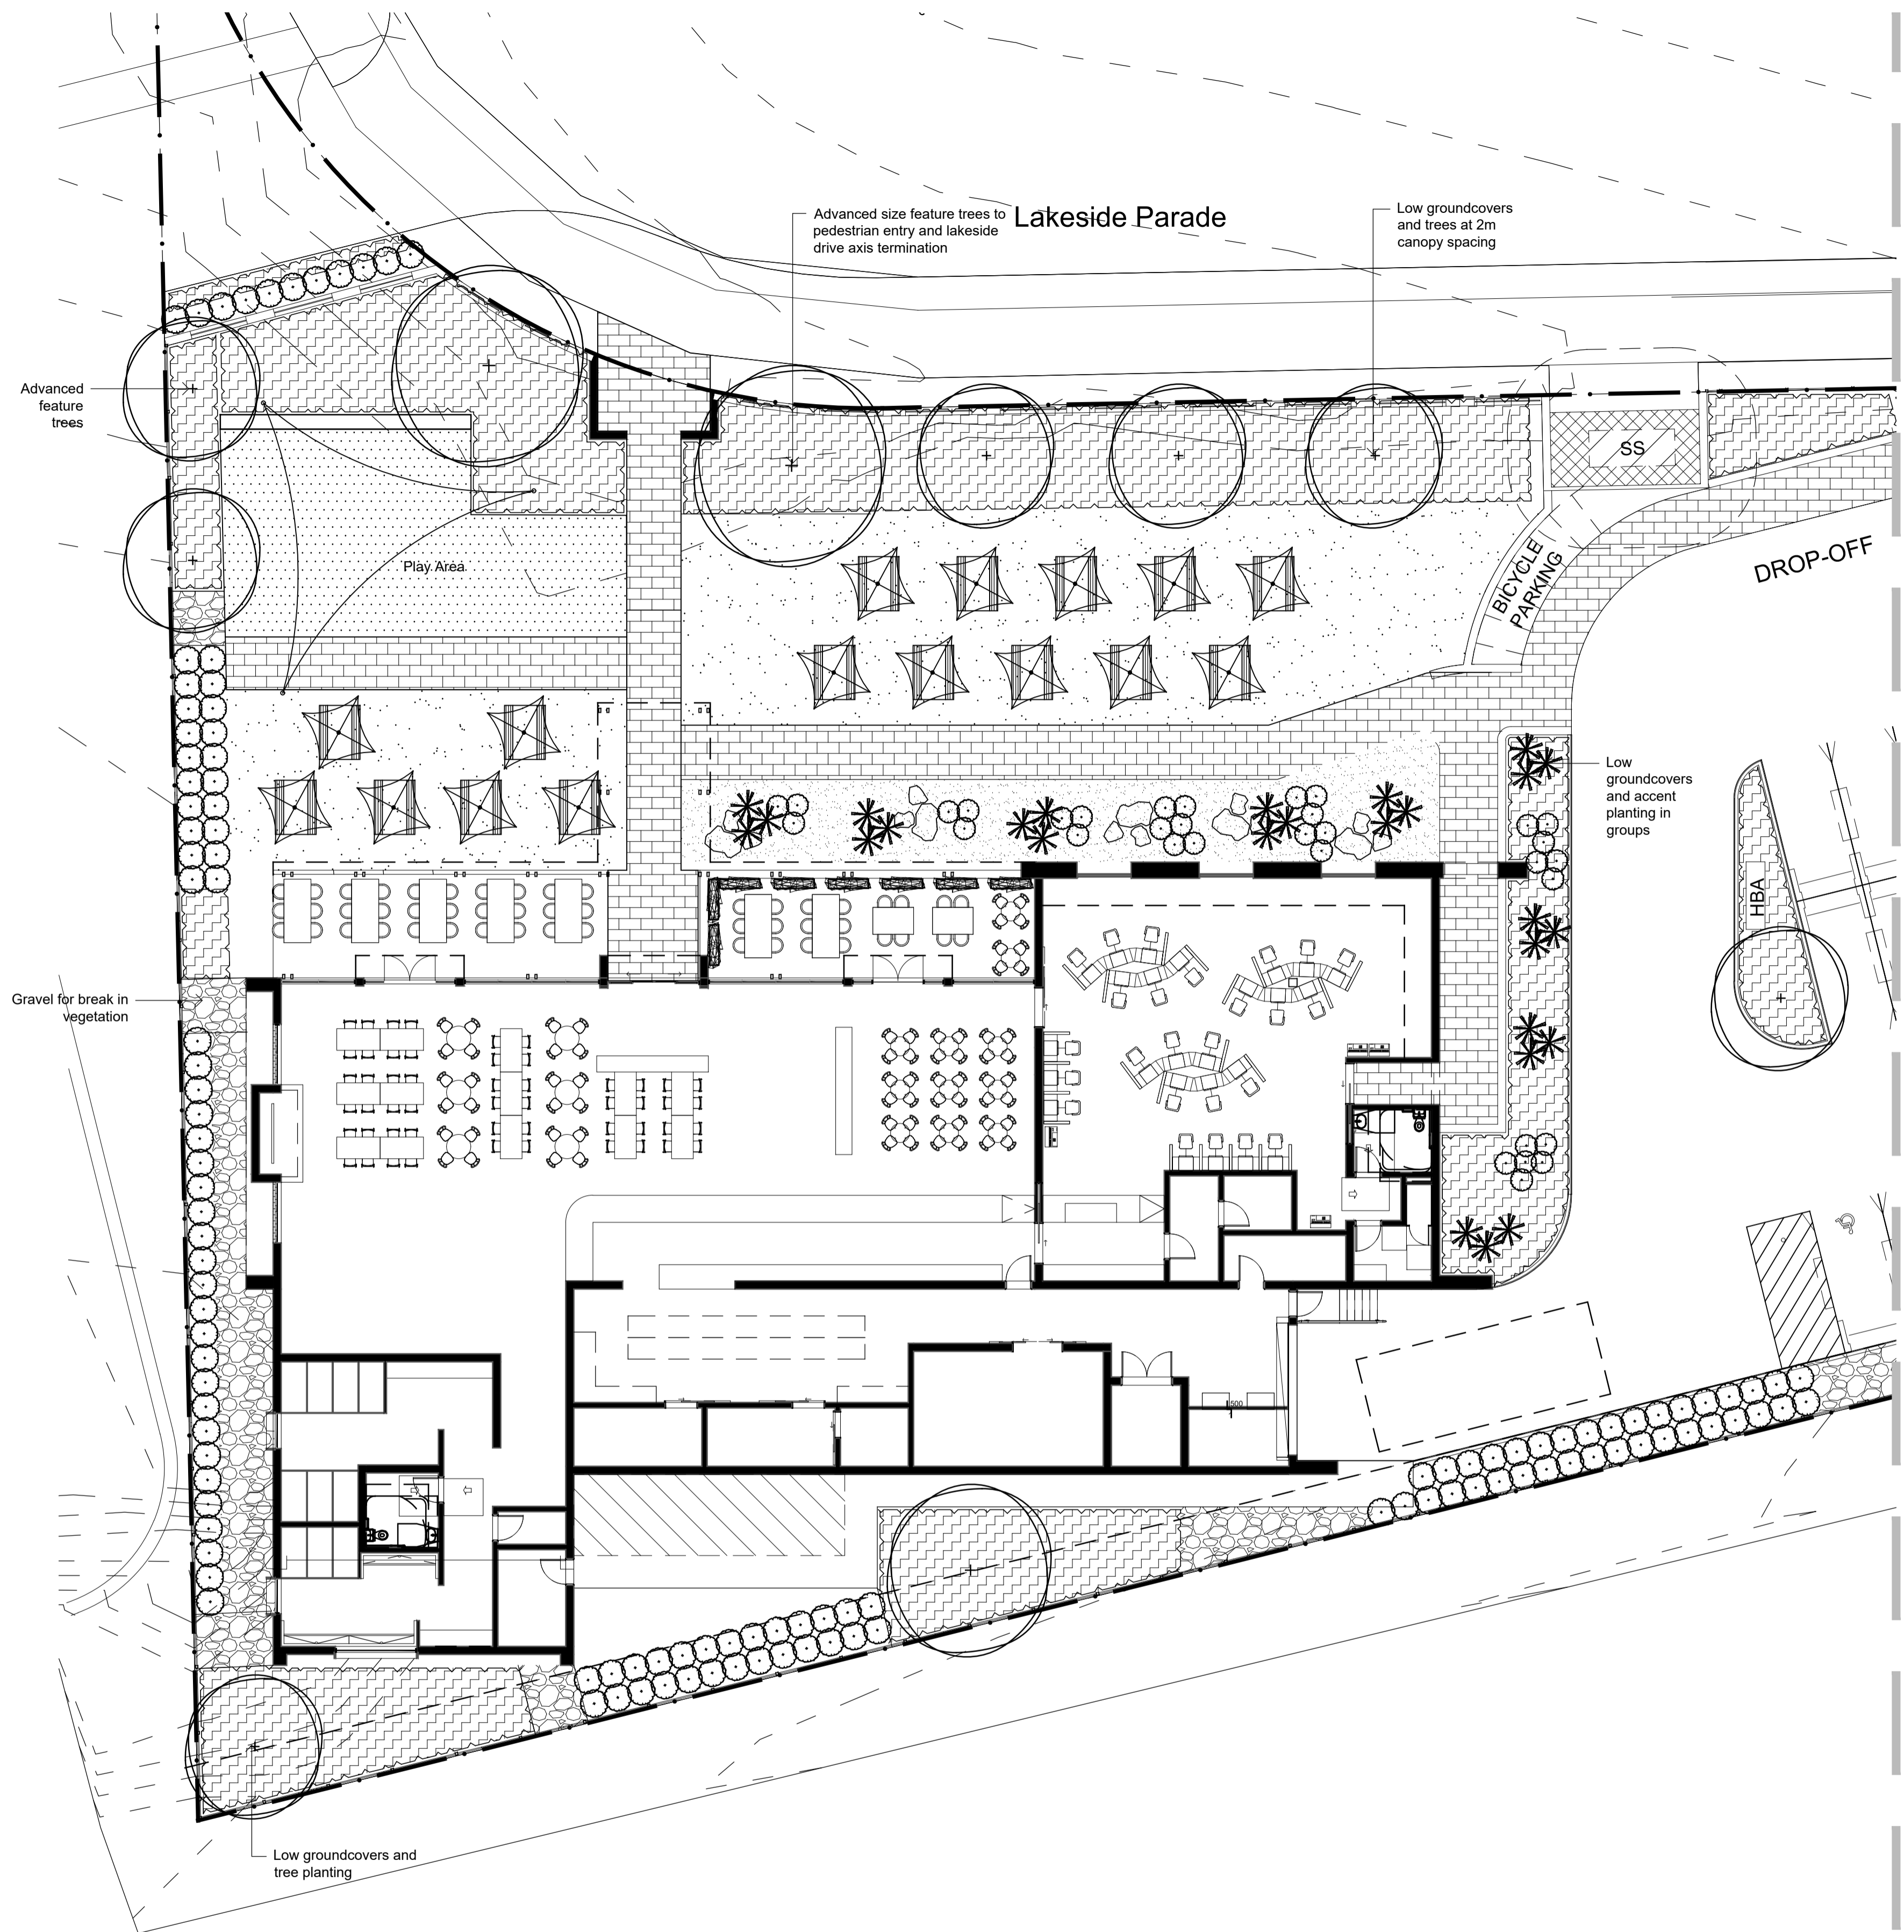 Lakeside Parade
Advanced size feature trees to
pedestrian entry and lakeside
drive axis termination
Low groundcovers
and trees at 2m
canopy spacing
Advanced
feature
trees
SS
BICYCLE
PARKING
DROP-OFF
Play Area
Low
groundcovers
and accent
planting in
groups
HBA
Gravel for break in
vegetation
500
Low groundcovers and
tree planting